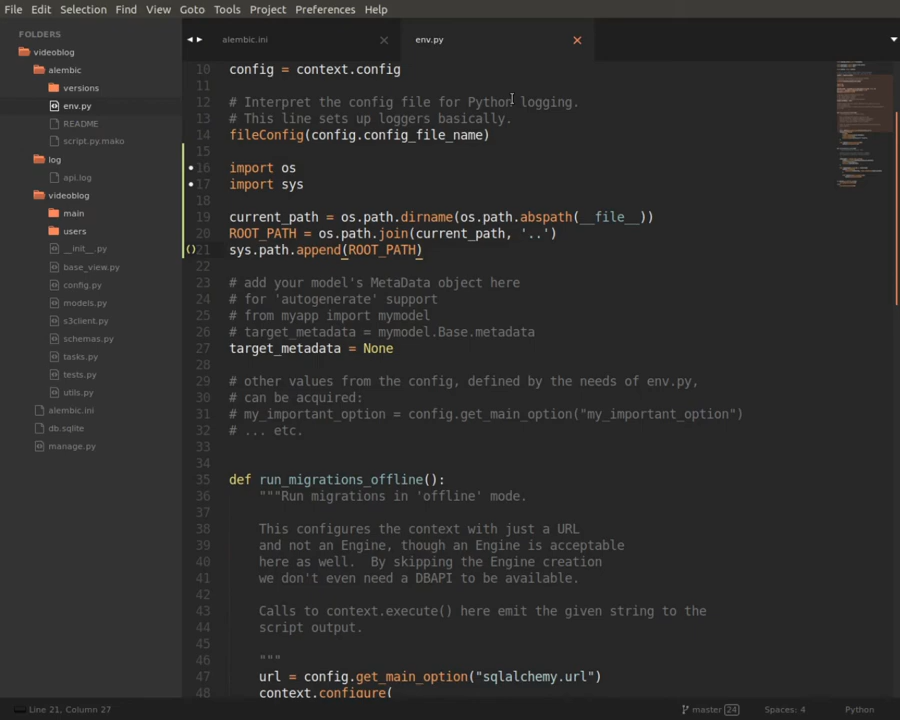 File Edit Selection Find View Goto Tools Project Preferences Help
FOLDERS
videoblog
alembic
versions
env.py
README
script.py.mako
log
api.log
videoblog
main
users
__init__.py
base_view.py
config.py
models.py
s3client.py
schemas.py
tasks.py
tests.py
utils.py
alembic.ini
db.sqlite
manage.py
alembic.ini
env.py
10 config = context.config
11
12 # Interpret the config file for Python logging.
13 # This line sets up loggers basically.
14 fileConfig(config.config_file_name)
15
16 import os
17 import sys
18
19 current_path = os.path.dirname(os.path.abspath(__file__))
20 ROOT_PATH = os.path.join(current_path, '..')
21 sys.path.append(ROOT_PATH)
22
23 # add your model's MetaData object here
24 # for 'autogenerate' support
25 # from myapp import mymodel
26 # target_metadata = mymodel.Base.metadata
27 target_metadata = None
28
29 # other values from the config, defined by the needs of env.py,
30 # can be acquired:
31 # my_important_option = config.get_main_option("my_important_option")
32 # ... etc.
33
34
35 def run_migrations_offline():
36 """Run migrations in 'offline' mode.
37
38 This configures the context with just a URL
39 and not an Engine, though an Engine is acceptable
40 here as well.  By skipping the Engine creation
41 we don't even need a DBAPI to be available.
42
43 Calls to context.execute() here emit the given string to the
44 script output.
45
46 """
47 url = config.get_main_option("sqlalchemy.url")
48 context.configure(
Line 21, Column 27
master 24
Spaces: 4
Python